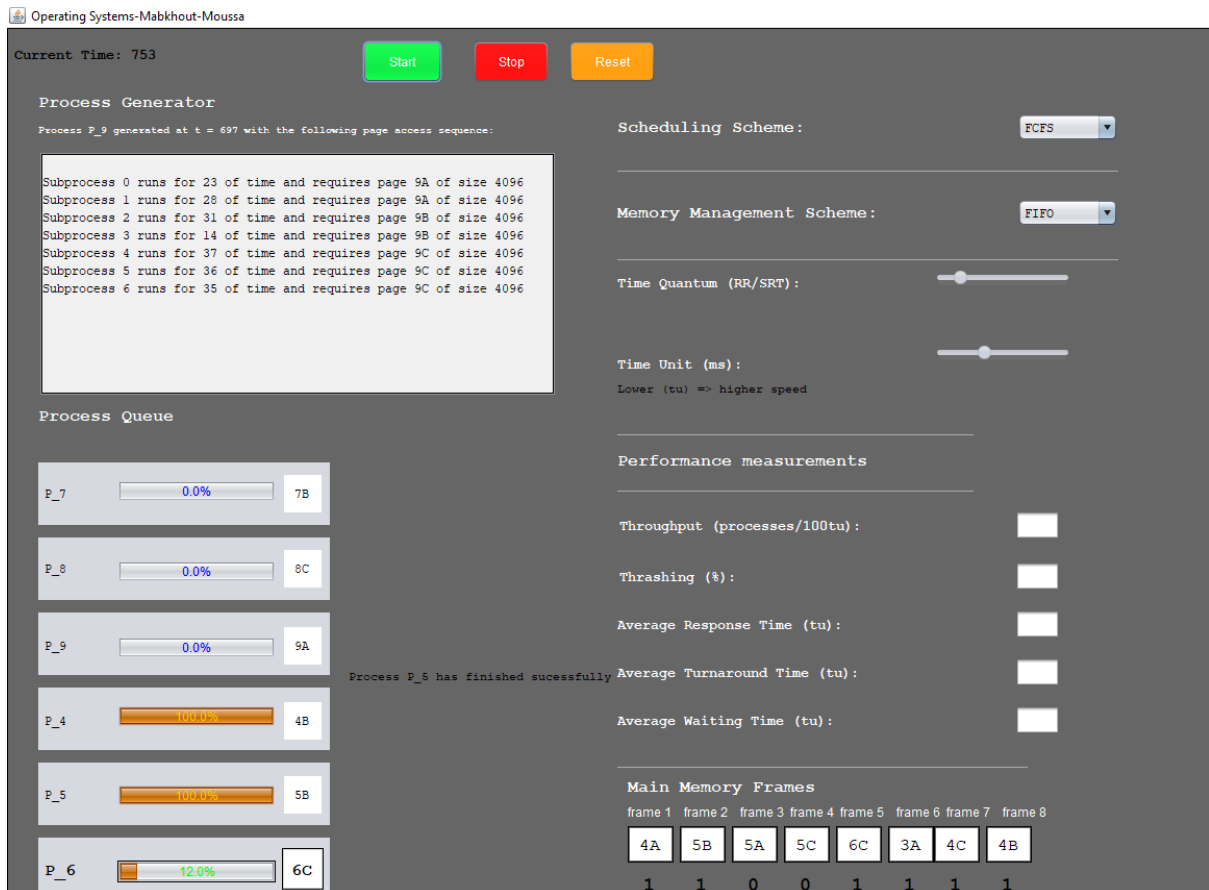 Operating Systems-Mabkhout-Moussa
Current Time: 753
Start
Stop
Reset
Process Generator
Process P_9 generated at t = 697 with the following page access sequence:
Subprocess 0 runs for 23 of time and requires page 9A of size 4096
Subprocess 1 runs for 28 of time and requires page 9A of size 4096
Subprocess 2 runs for 31 of time and requires page 9B of size 4096
Subprocess 3 runs for 14 of time and requires page 9B of size 4096
Subprocess 4 runs for 37 of time and requires page 9C of size 4096
Subprocess 5 runs for 36 of time and requires page 9C of size 4096
Subprocess 6 runs for 35 of time and requires page 9C of size 4096
Process Queue
P_7 0.0% 7B
P_8 0.0% 8C
P_9 0.0% 9A
P_4 100.0% 4B
P_5 100.0% 5B
P_6 12.0% 6C
Process P_5 has finished sucessfully
Scheduling Scheme: FCFS
Memory Management Scheme: FIFO
Time Quantum (RR/SRT):
Time Unit (ms):
Lower (tu) => higher speed
Performance measurements
Throughput (processes/100tu):
Thrashing (%):
Average Response Time (tu):
Average Turnaround Time (tu):
Average Waiting Time (tu):
Main Memory Frames
frame 1 frame 2 frame 3 frame 4 frame 5 frame 6 frame 7 frame 8
4A 5B 5A 5C 6C 3A 4C 4B
1 1 0 0 1 1 1 1